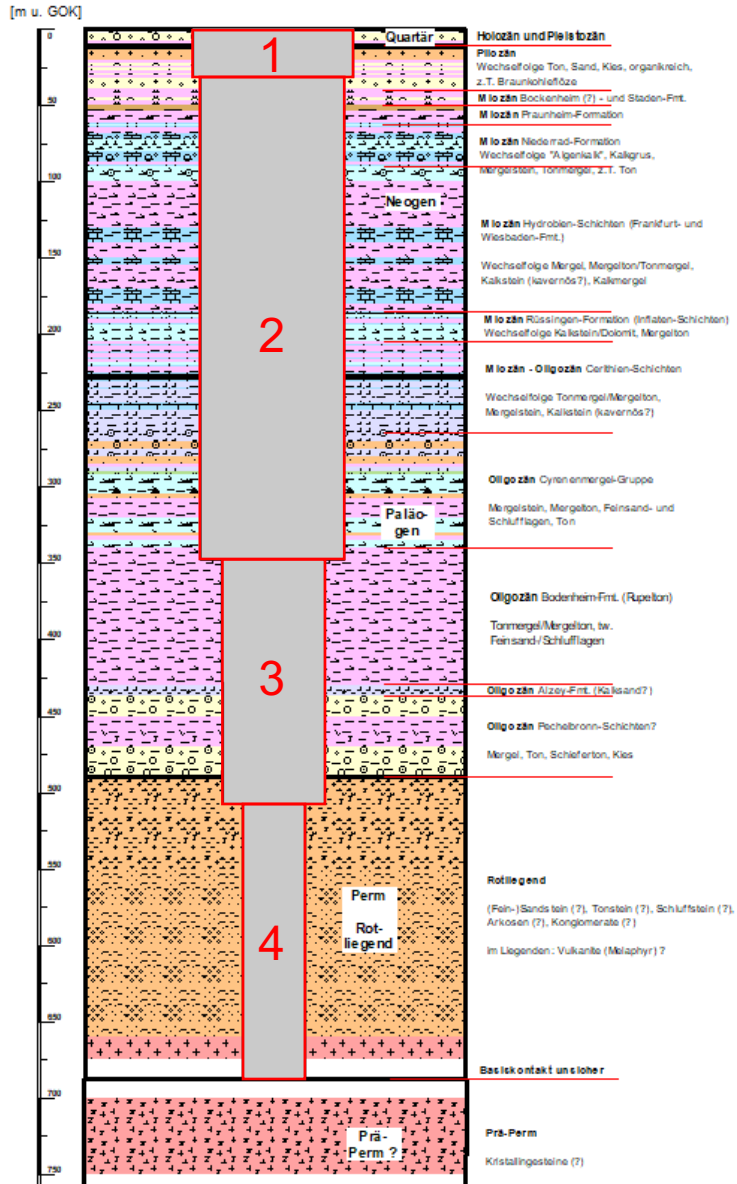 [m u. GOK]
0
50
100
150
200
250
300
350
400
450
500
550
600
650
700
750
1
2
3
4
Quartär
Neogen
Paläo-
gen
Perm
Rot-
liegend
Prä-
Perm ?
Holozän und Pleistozän
Pliozän
Wechselfolge Ton, Sand, Kies, organikreich,
z.T. Braunkohleflöze
Miozän Bockenheim (?) - und Staden-Fmt.
Miozän Praunheim-Formation
Miozän Niederrad-Formation
Wechselfolge "Algenkalk", Kalkgrus,
Mergelstein, Tonmergel, z.T. Ton
Miozän Hydrobien-Schichten (Frankfurt- und
Wiesbaden-Fmt.)
Wechselfolge Mergel, Mergelton/Tonmergel,
Kalkstein (kavernös?), Kalkmergel
Miozän Rüssingen-Formation (Inflaten-Schichten)
Wechselfolge Kalkstein/Dolomit, Mergelton
Miozän - Oligozän Cerithien-Schichten
Wechselfolge Tonmergel/Mergelton,
Mergelstein, Kalkstein (kavernös?)
Oligozän Cyrenenmergel-Gruppe
Mergelstein, Mergelton, Feinsand- und
Schlufflagen, Ton
Oligozän Bodenheim-Fmt. (Rupelton)
Tonmergel/Mergelton, tw.
Feinsand-/Schlufflagen
Oligozän Alzey-Fmt. (Kalksand?)
Oligozän Pechelbronn-Schichten?
Mergel, Ton, Schieferton, Kies
Rotliegend
(Fein-)Sandstein (?), Tonstein (?), Schluffstein (?),
Arkosen (?), Konglomerate (?)
im Liegenden: Vulkanite (Melaphyr) ?
Basiskontakt unsicher
Prä-Perm
Kristallingesteine (?)